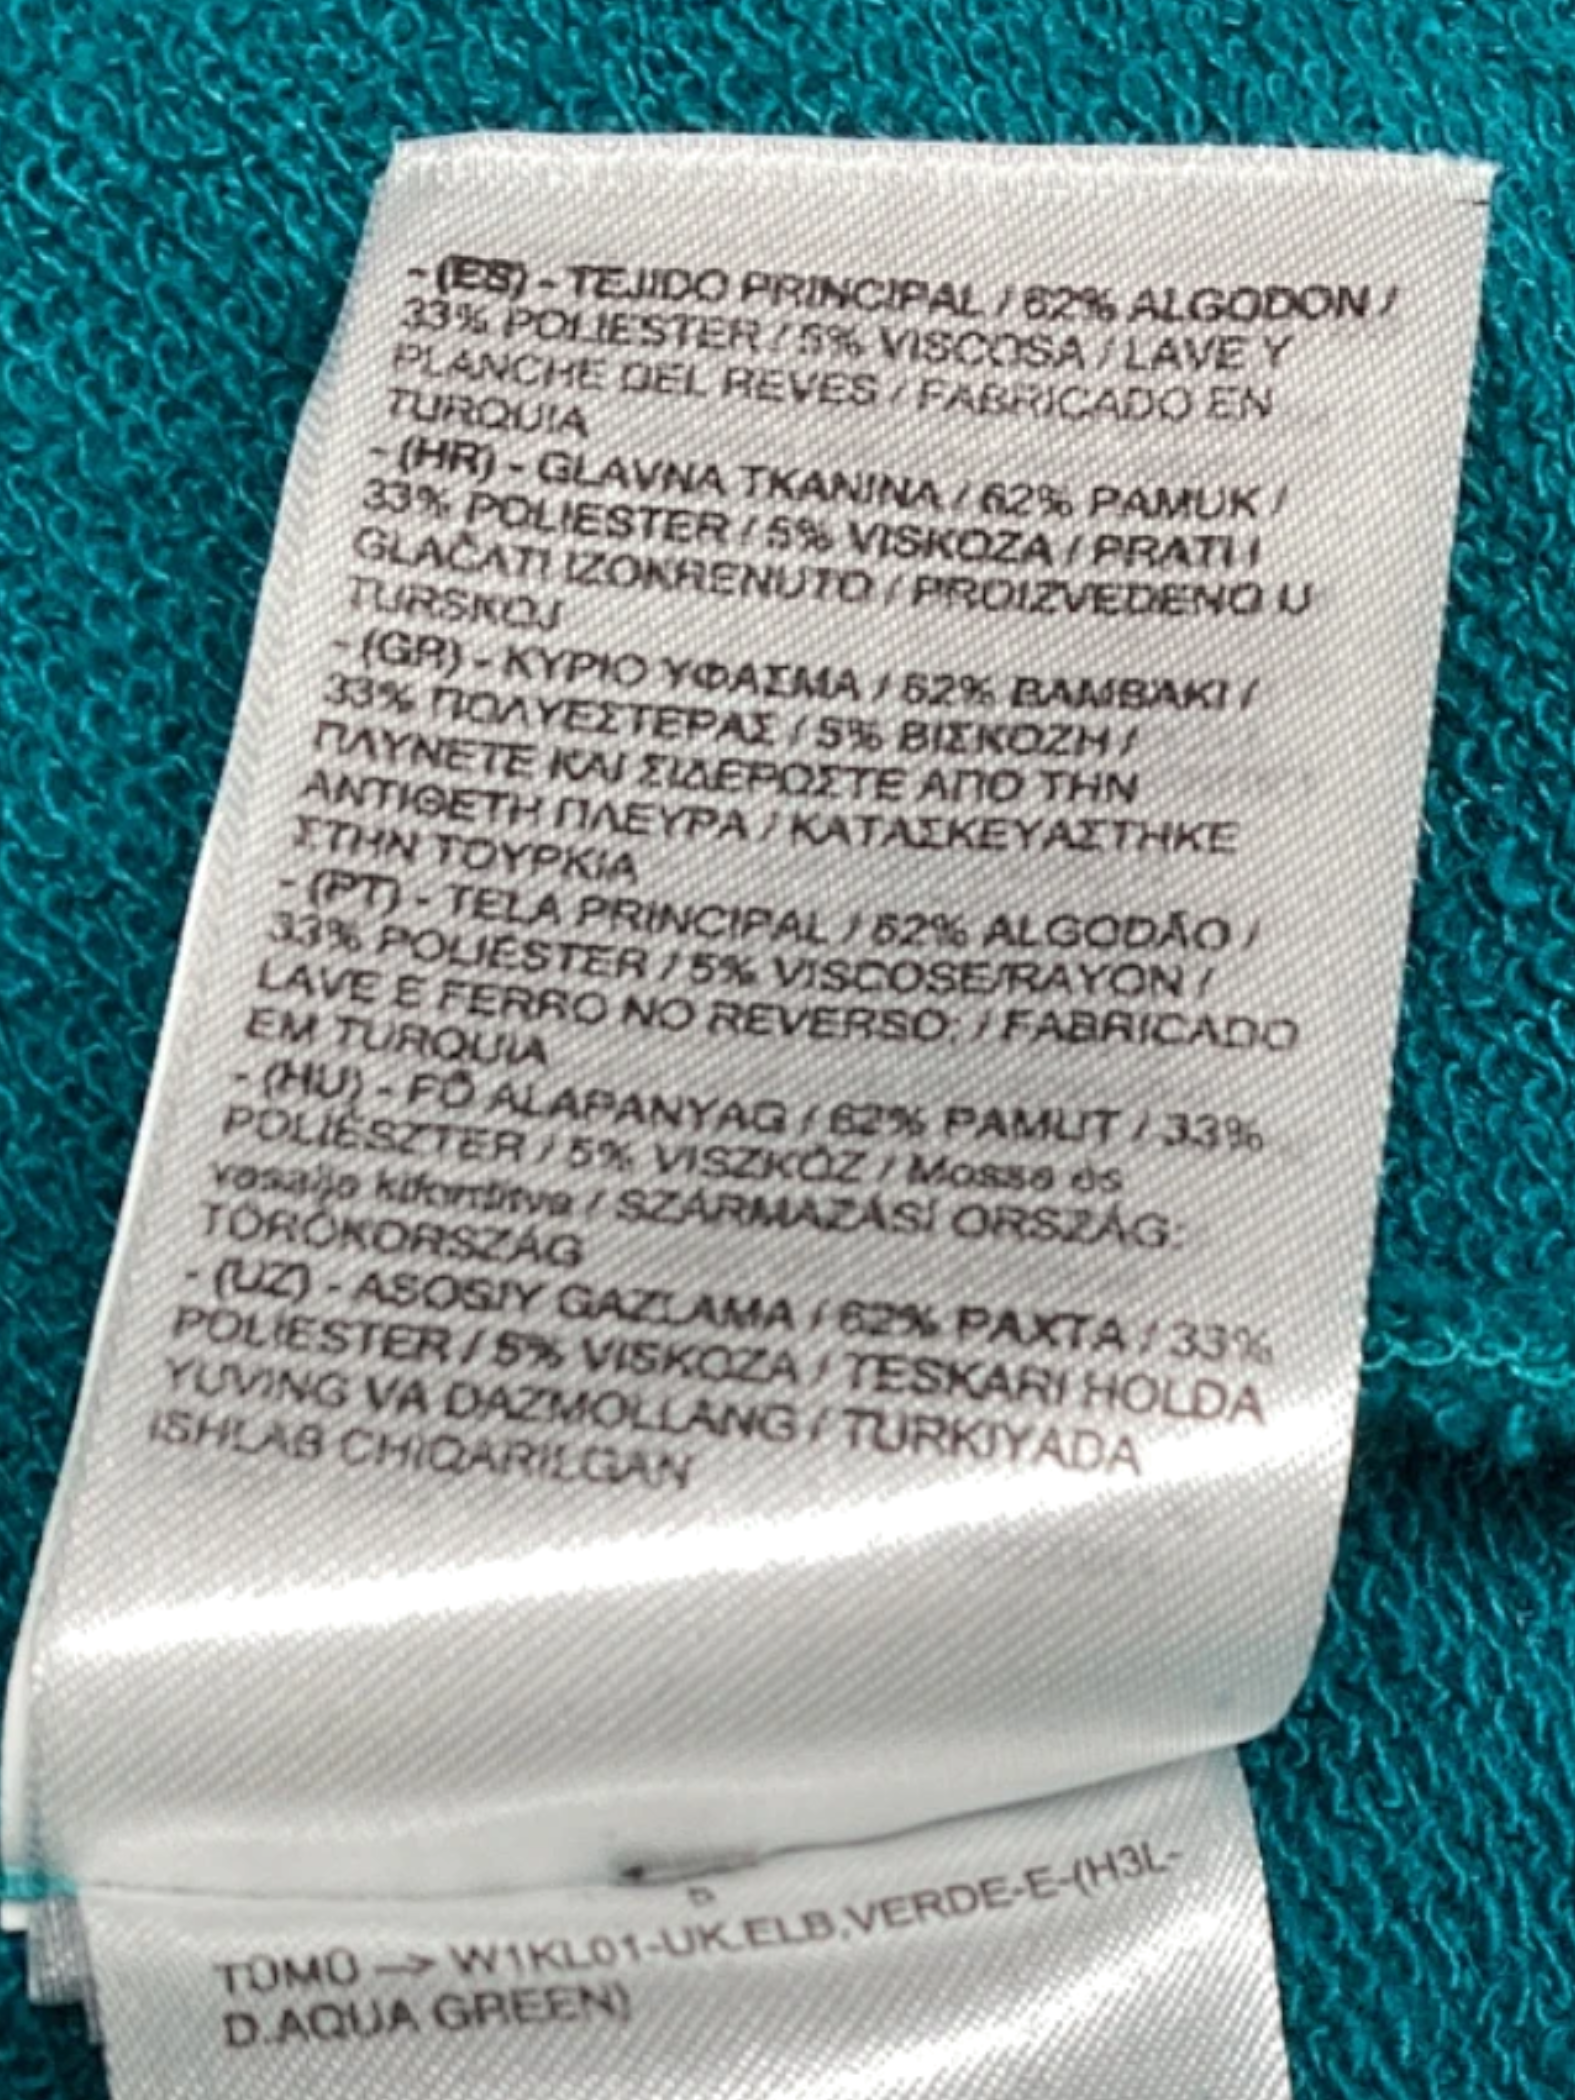 - (ES) - TEJIDO PRINCIPAL / 62% ALGODON /
33% POLIESTER / 5% VISCOSA / LAVE Y
PLANCHE DEL REVES / FABRICADO EN
TURQUIA
- (HR) - GLAVNA TKANINA / 62% PAMUK /
33% POLIESTER / 5% VISKOZA / PRATI I
GLAČATI IZOKRENUTO / PROIZVEDENO U
TURSKOJ
- (GR) - ΚΥΡΙΟ ΥΦΑΣΜΑ / 62% ΒΑΜΒΑΚΙ /
33% ΠΟΛΥΕΣΤΕΡΑΣ / 5% ΒΙΣΚΟΖΗ /
ΠΛΥΝΕΤΕ ΚΑΙ ΣΙΔΕΡΩΣΤΕ ΑΠΟ ΤΗΝ
ΑΝΤΙΘΕΤΗ ΠΛΕΥΡΑ / ΚΑΤΑΣΚΕΥΑΣΤΗΚΕ
ΣΤΗΝ ΤΟΥΡΚΙΑ
- (PT) - TELA PRINCIPAL / 62% ALGODÃO /
33% POLIÉSTER / 5% VISCOSE/RAYON /
LAVE E FERRO NO REVERSO; / FABRICADO
EM TURQUIA
- (HU) - FŐ ALAPANYAG / 62% PAMUT / 33%
POLIÉSZTER / 5% VISZKÓZ / Mossa és
vasalja kifordítva / SZÁRMAZÁSI ORSZÁG:
TÖRÖKORSZÁG
- (UZ) - ASOSIY GAZLAMA / 62% PAXTA / 33%
POLIESTER / 5% VISKOZA / TESKARI HOLDA
YUVING VA DAZMOLLANG / TURKIYADA
ISHLAB CHIQARILGAN
TOMO --> W1KL01-UK.ELB,VERDE-E-(H3L-
D.AQUA GREEN)